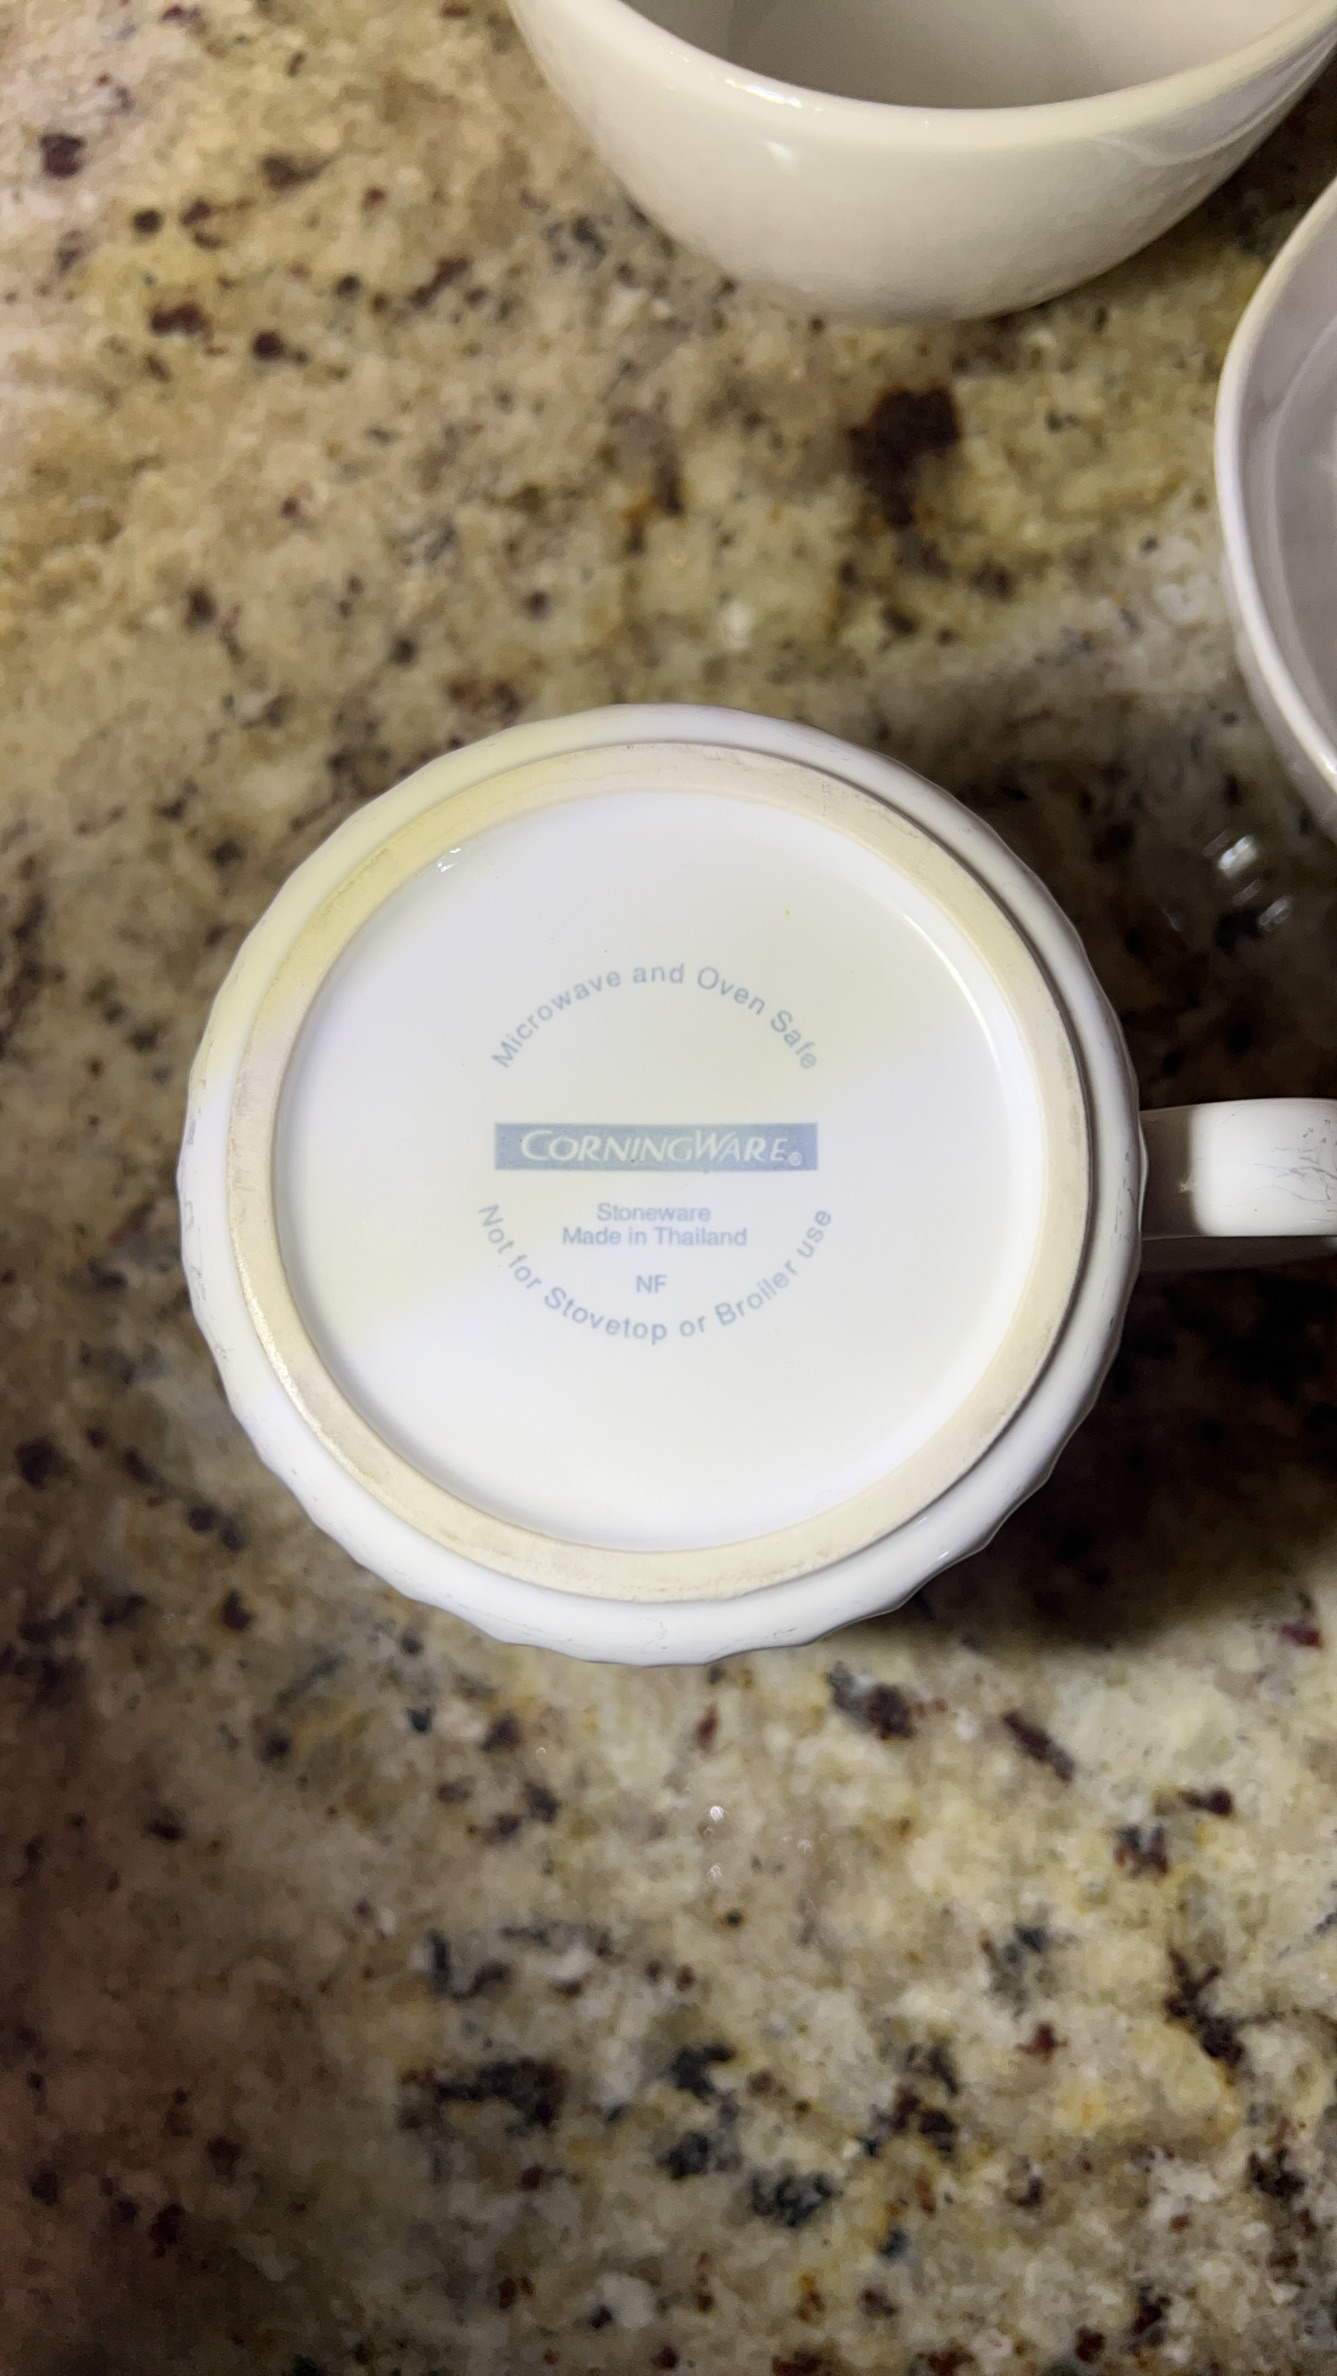 Microwave and Oven Safe
CORNINGWARE®
Stoneware
Made in Thailand
NF
Not for Stovetop or Broiler use